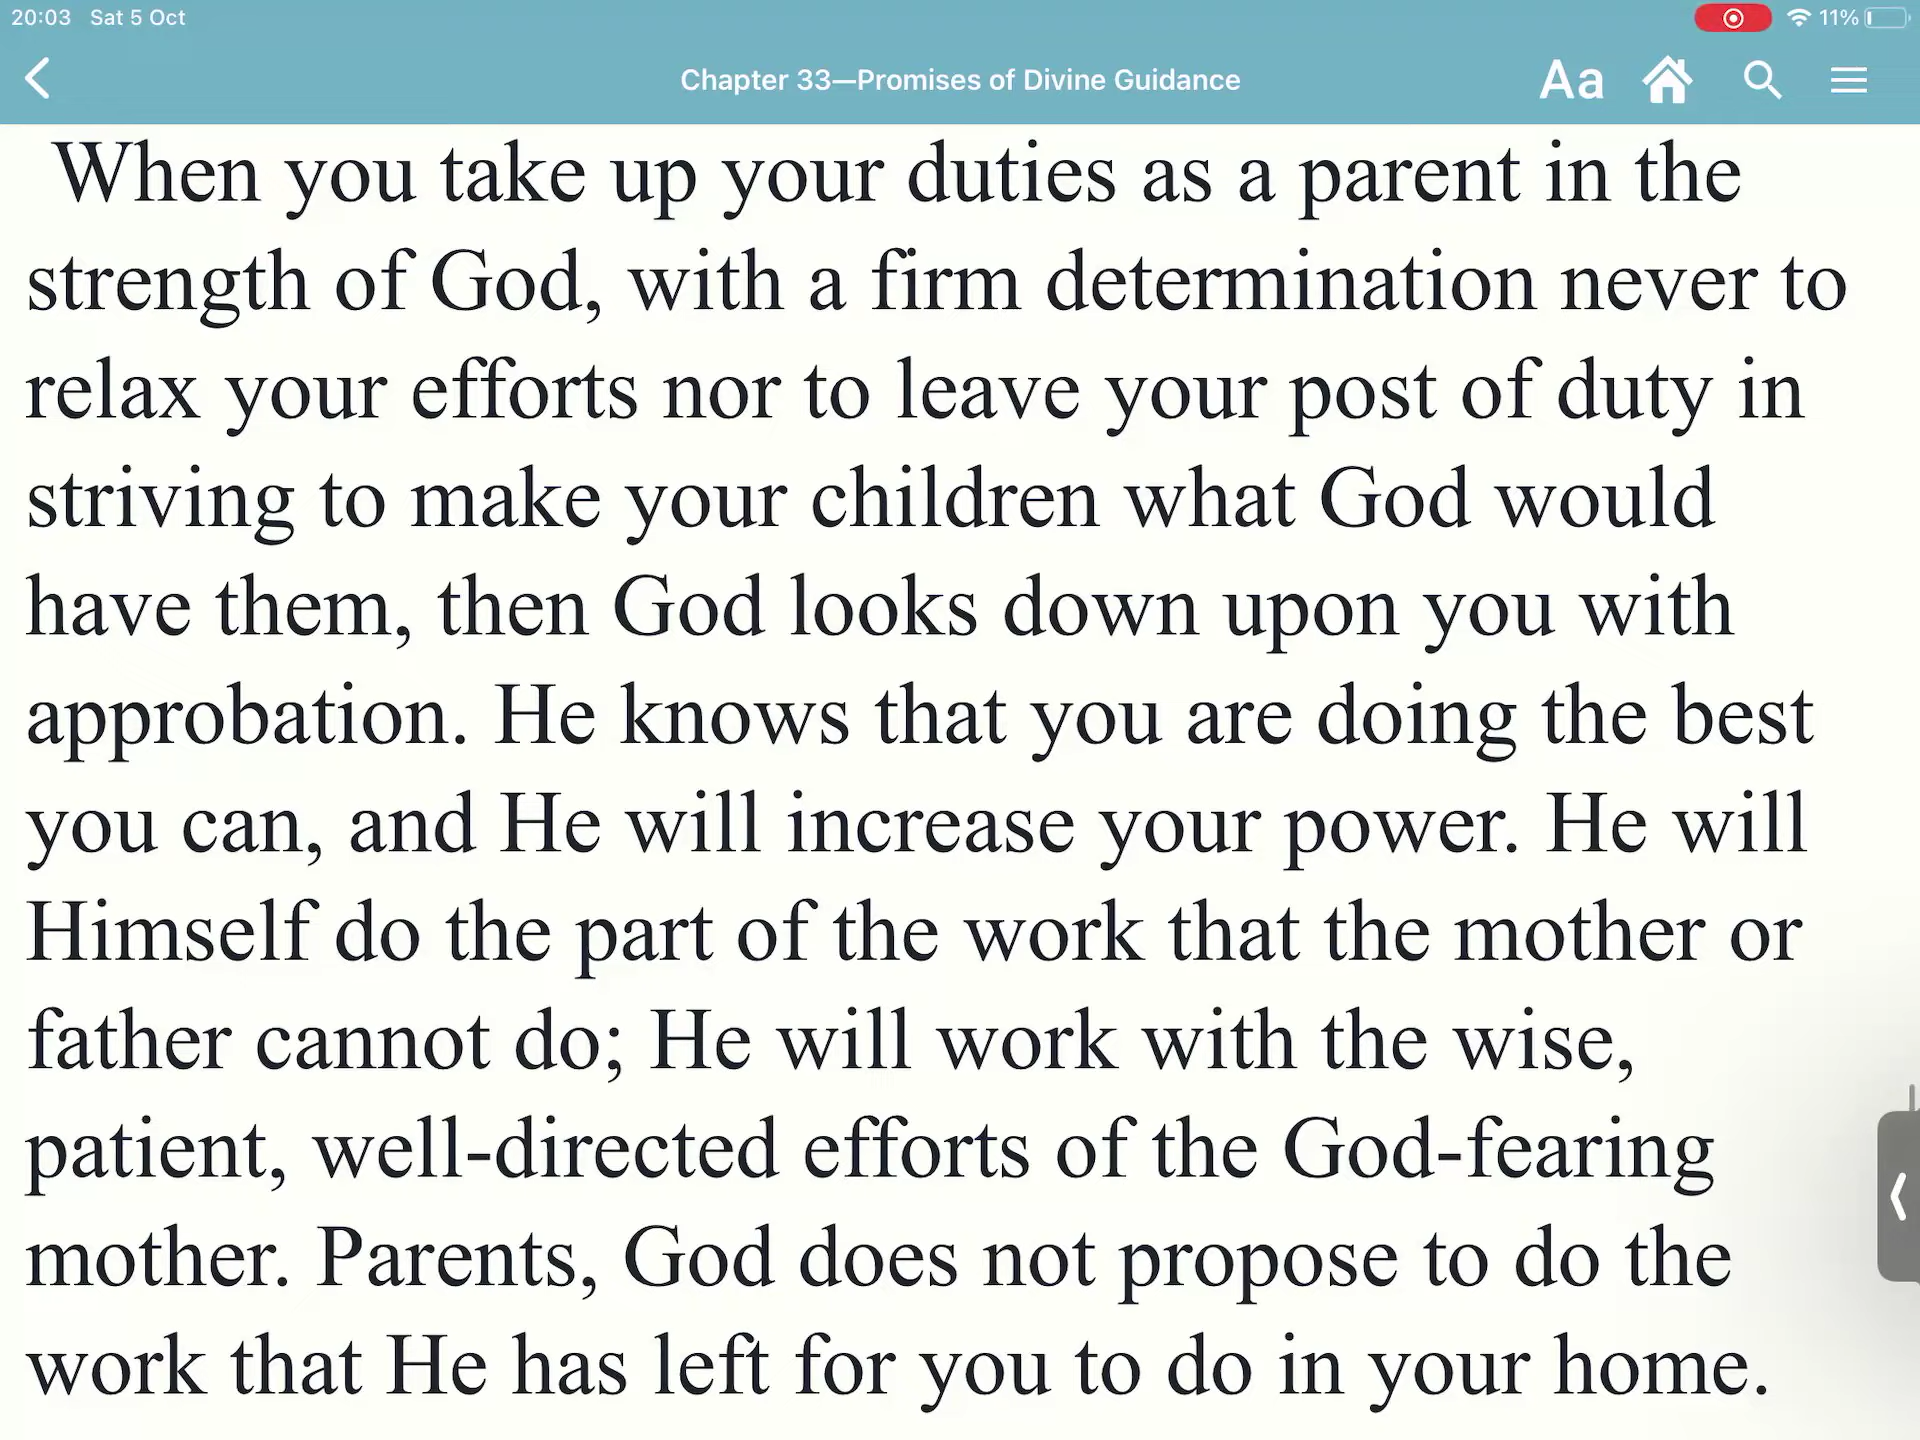 20:03 Sat 5 Oct
11%
Chapter 33—Promises of Divine Guidance
Aa
When you take up your duties as a parent in the
strength of God, with a firm determination never to
relax your efforts nor to leave your post of duty in
striving to make your children what God would
have them, then God looks down upon you with
approbation. He knows that you are doing the best
you can, and He will increase your power. He will
Himself do the part of the work that the mother or
father cannot do; He will work with the wise,
patient, well-directed efforts of the God-fearing
mother. Parents, God does not propose to do the
work that He has left for you to do in your home.